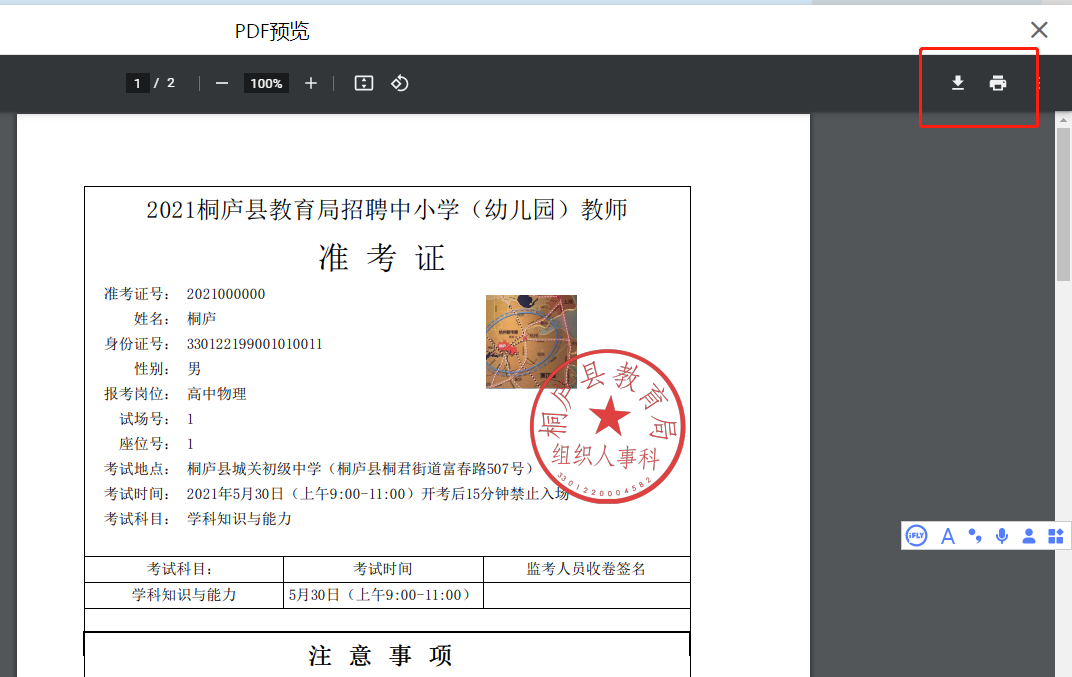 PDF预览
1 / 2
100%
2021桐庐县教育局招聘中小学（幼儿园）教师
准 考 证
准考证号： 2021000000
姓名： 桐庐
身份证号： 330122199001010011
性别： 男
报考岗位： 高中物理
试场号： 1
座位号： 1
考试地点： 桐庐县城关初级中学（桐庐县桐君街道富春路507号）
考试时间： 2021年5月30日（上午9:00-11:00）开考后15分钟禁止入场
考试科目： 学科知识与能力
桐庐县教育局
组织人事科
3301220004582
考试科目： 考试时间 监考人员收卷签名
学科知识与能力 5月30日（上午9:00-11:00）
注 意 事 项
iFLY
A